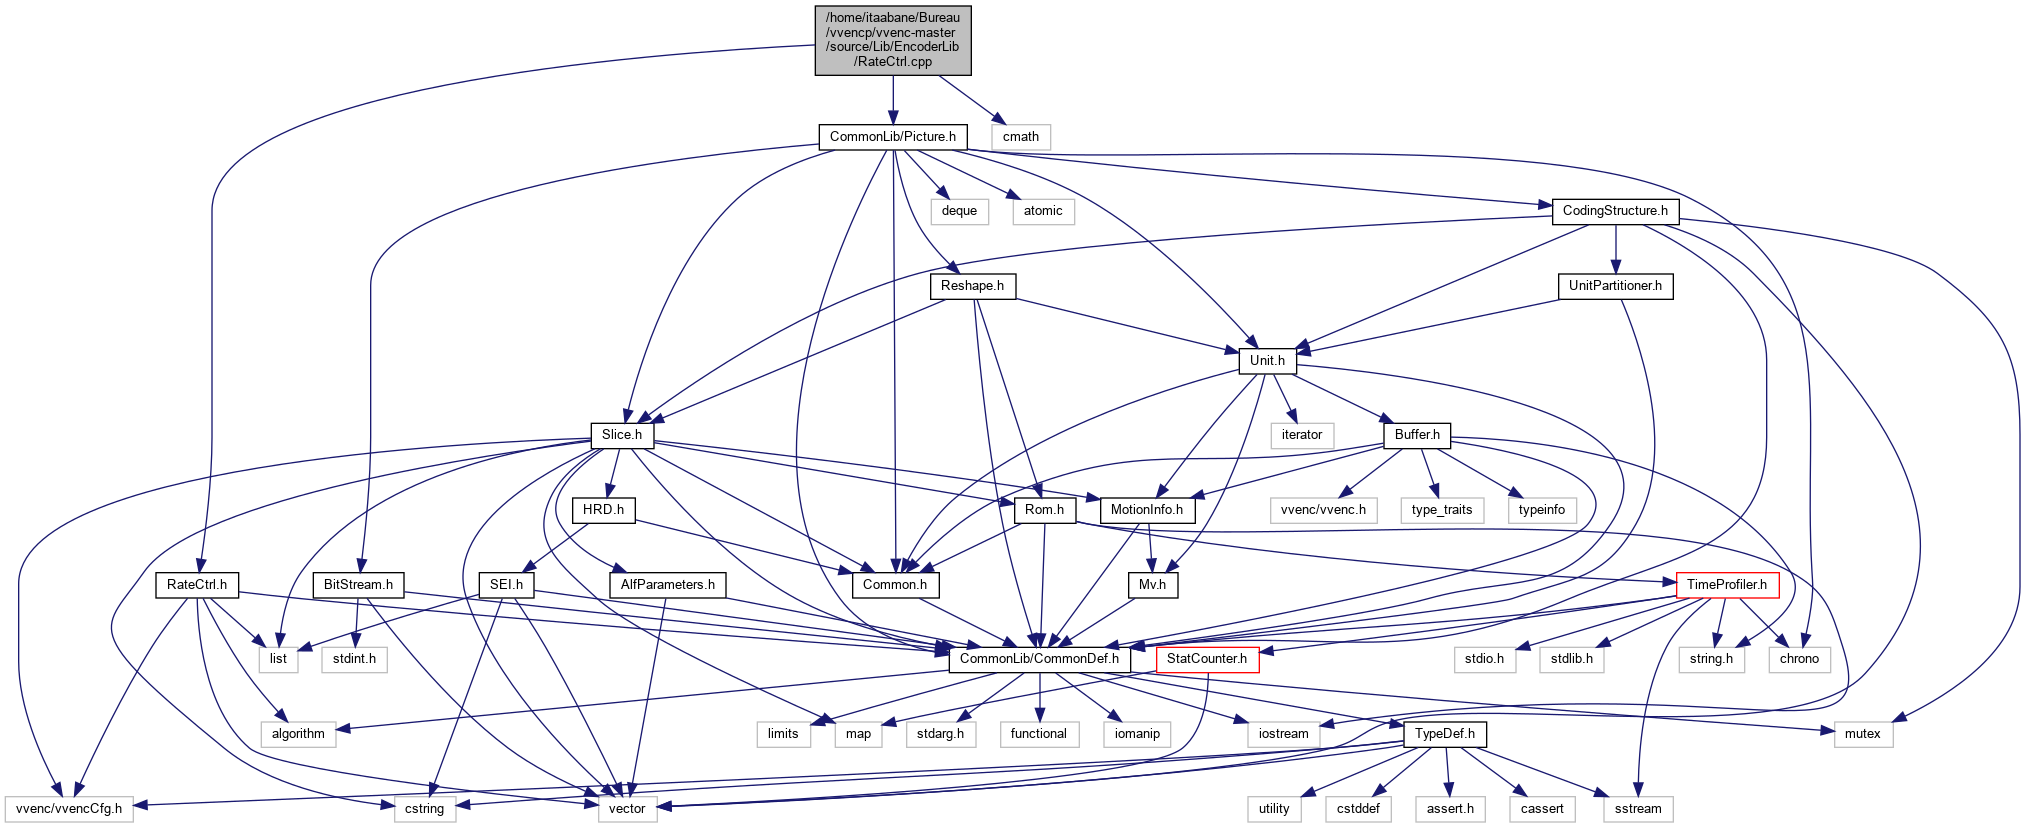 /home/itaabane/Bureau
/vvencp/vvenc-master
/source/Lib/EncoderLib
/RateCtrl.cpp
CommonLib/Picture.h
cmath
deque
atomic
CodingStructure.h
Reshape.h
UnitPartitioner.h
Unit.h
Slice.h
iterator
Buffer.h
HRD.h
Rom.h
MotionInfo.h
vvenc/vvenc.h
type_traits
typeinfo
RateCtrl.h
BitStream.h
SEI.h
AlfParameters.h
Common.h
Mv.h
TimeProfiler.h
list
stdint.h
CommonLib/CommonDef.h
StatCounter.h
stdio.h
stdlib.h
string.h
chrono
algorithm
limits
map
stdarg.h
functional
iomanip
iostream
TypeDef.h
mutex
vvenc/vvencCfg.h
cstring
vector
utility
cstddef
assert.h
cassert
sstream